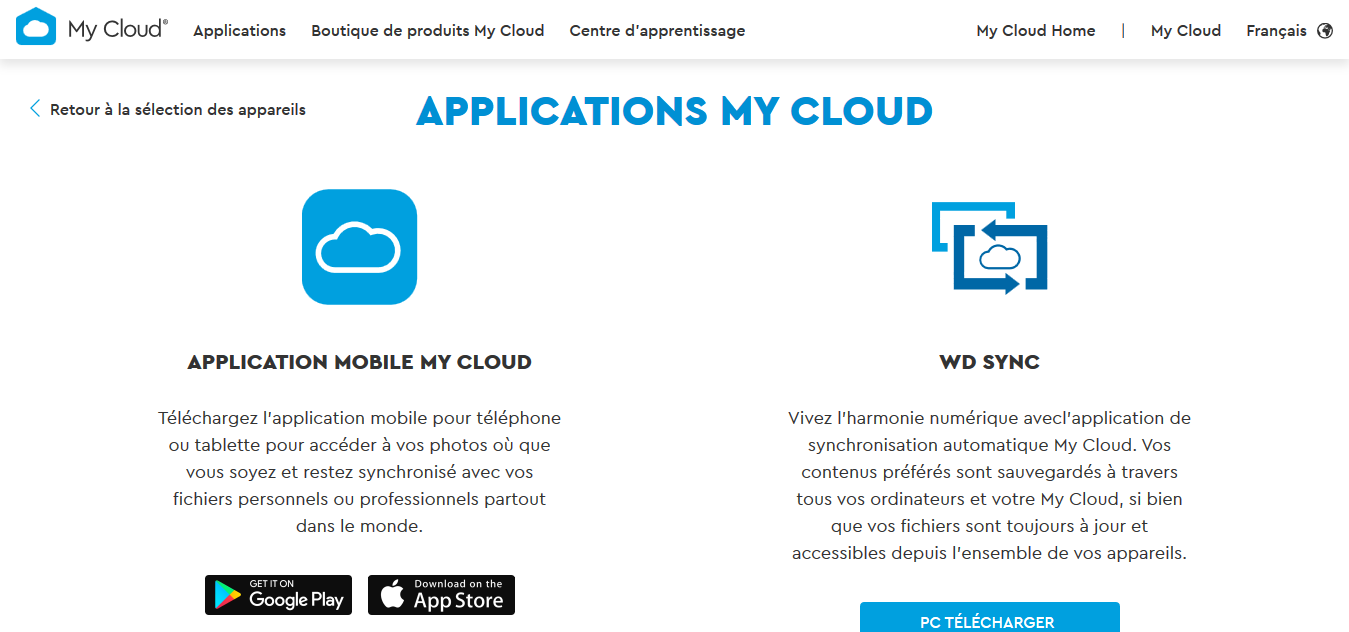 My Cloud®
Applications
Boutique de produits My Cloud
Centre d'apprentissage
My Cloud Home
|
My Cloud
Français
Retour à la sélection des appareils
APPLICATIONS MY CLOUD
APPLICATION MOBILE MY CLOUD
Téléchargez l'application mobile pour téléphone
ou tablette pour accéder à vos photos où que
vous soyez et restez synchronisé avec vos
fichiers personnels ou professionnels partout
dans le monde.
GET IT ON
Google Play
Download on the
App Store
WD SYNC
Vivez l'harmonie numérique avecl'application de
synchronisation automatique My Cloud. Vos
contenus préférés sont sauvegardés à travers
tous vos ordinateurs et votre My Cloud, si bien
que vos fichiers sont toujours à jour et
accessibles depuis l'ensemble de vos appareils.
PC TÉLÉCHARGER